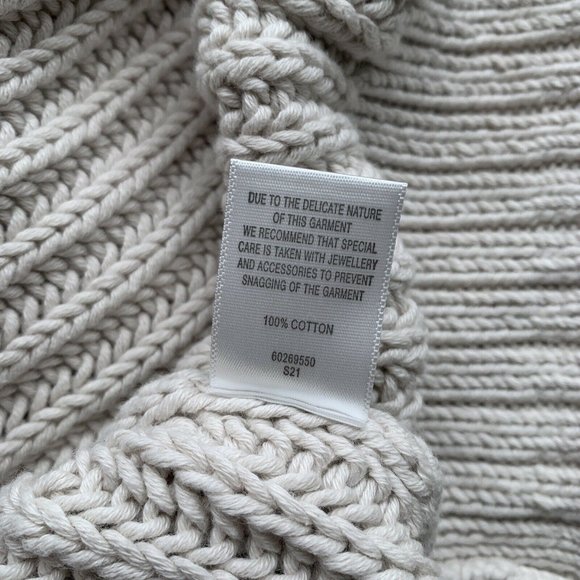 DUE TO THE DELICATE NATURE
OF THIS GARMENT
WE RECOMMEND THAT SPECIAL
CARE IS TAKEN WITH JEWELLERY
AND ACCESSORIES TO PREVENT
SNAGGING OF THE GARMENT
100% COTTON
60269550
S21